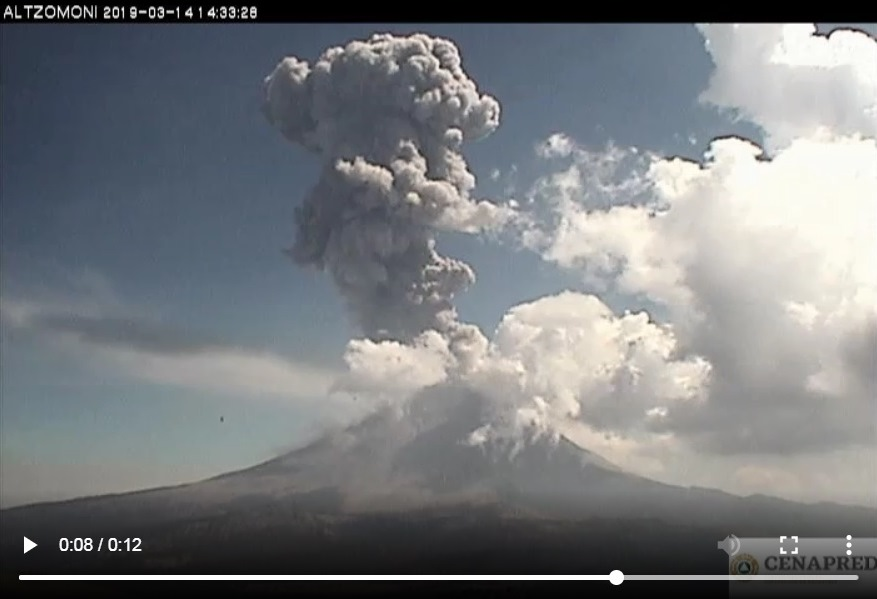 ALTZOMONI 2019-03-14 14:33:28
0:08 / 0:12
CENAPRED